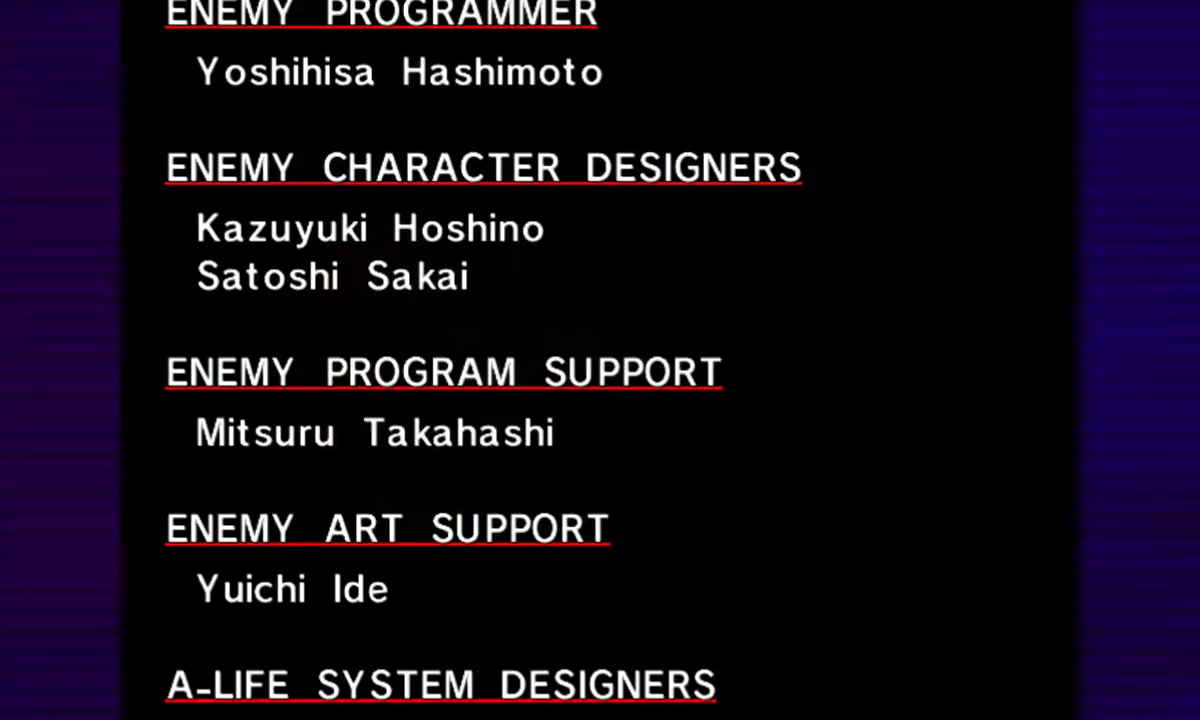 ENEMY PROGRAMMER
Yoshihisa Hashimoto
ENEMY CHARACTER DESIGNERS
Kazuyuki Hoshino
Satoshi Sakai
ENEMY PROGRAM SUPPORT
Mitsuru Takahashi
ENEMY ART SUPPORT
Yuichi Ide
A-LIFE SYSTEM DESIGNERS